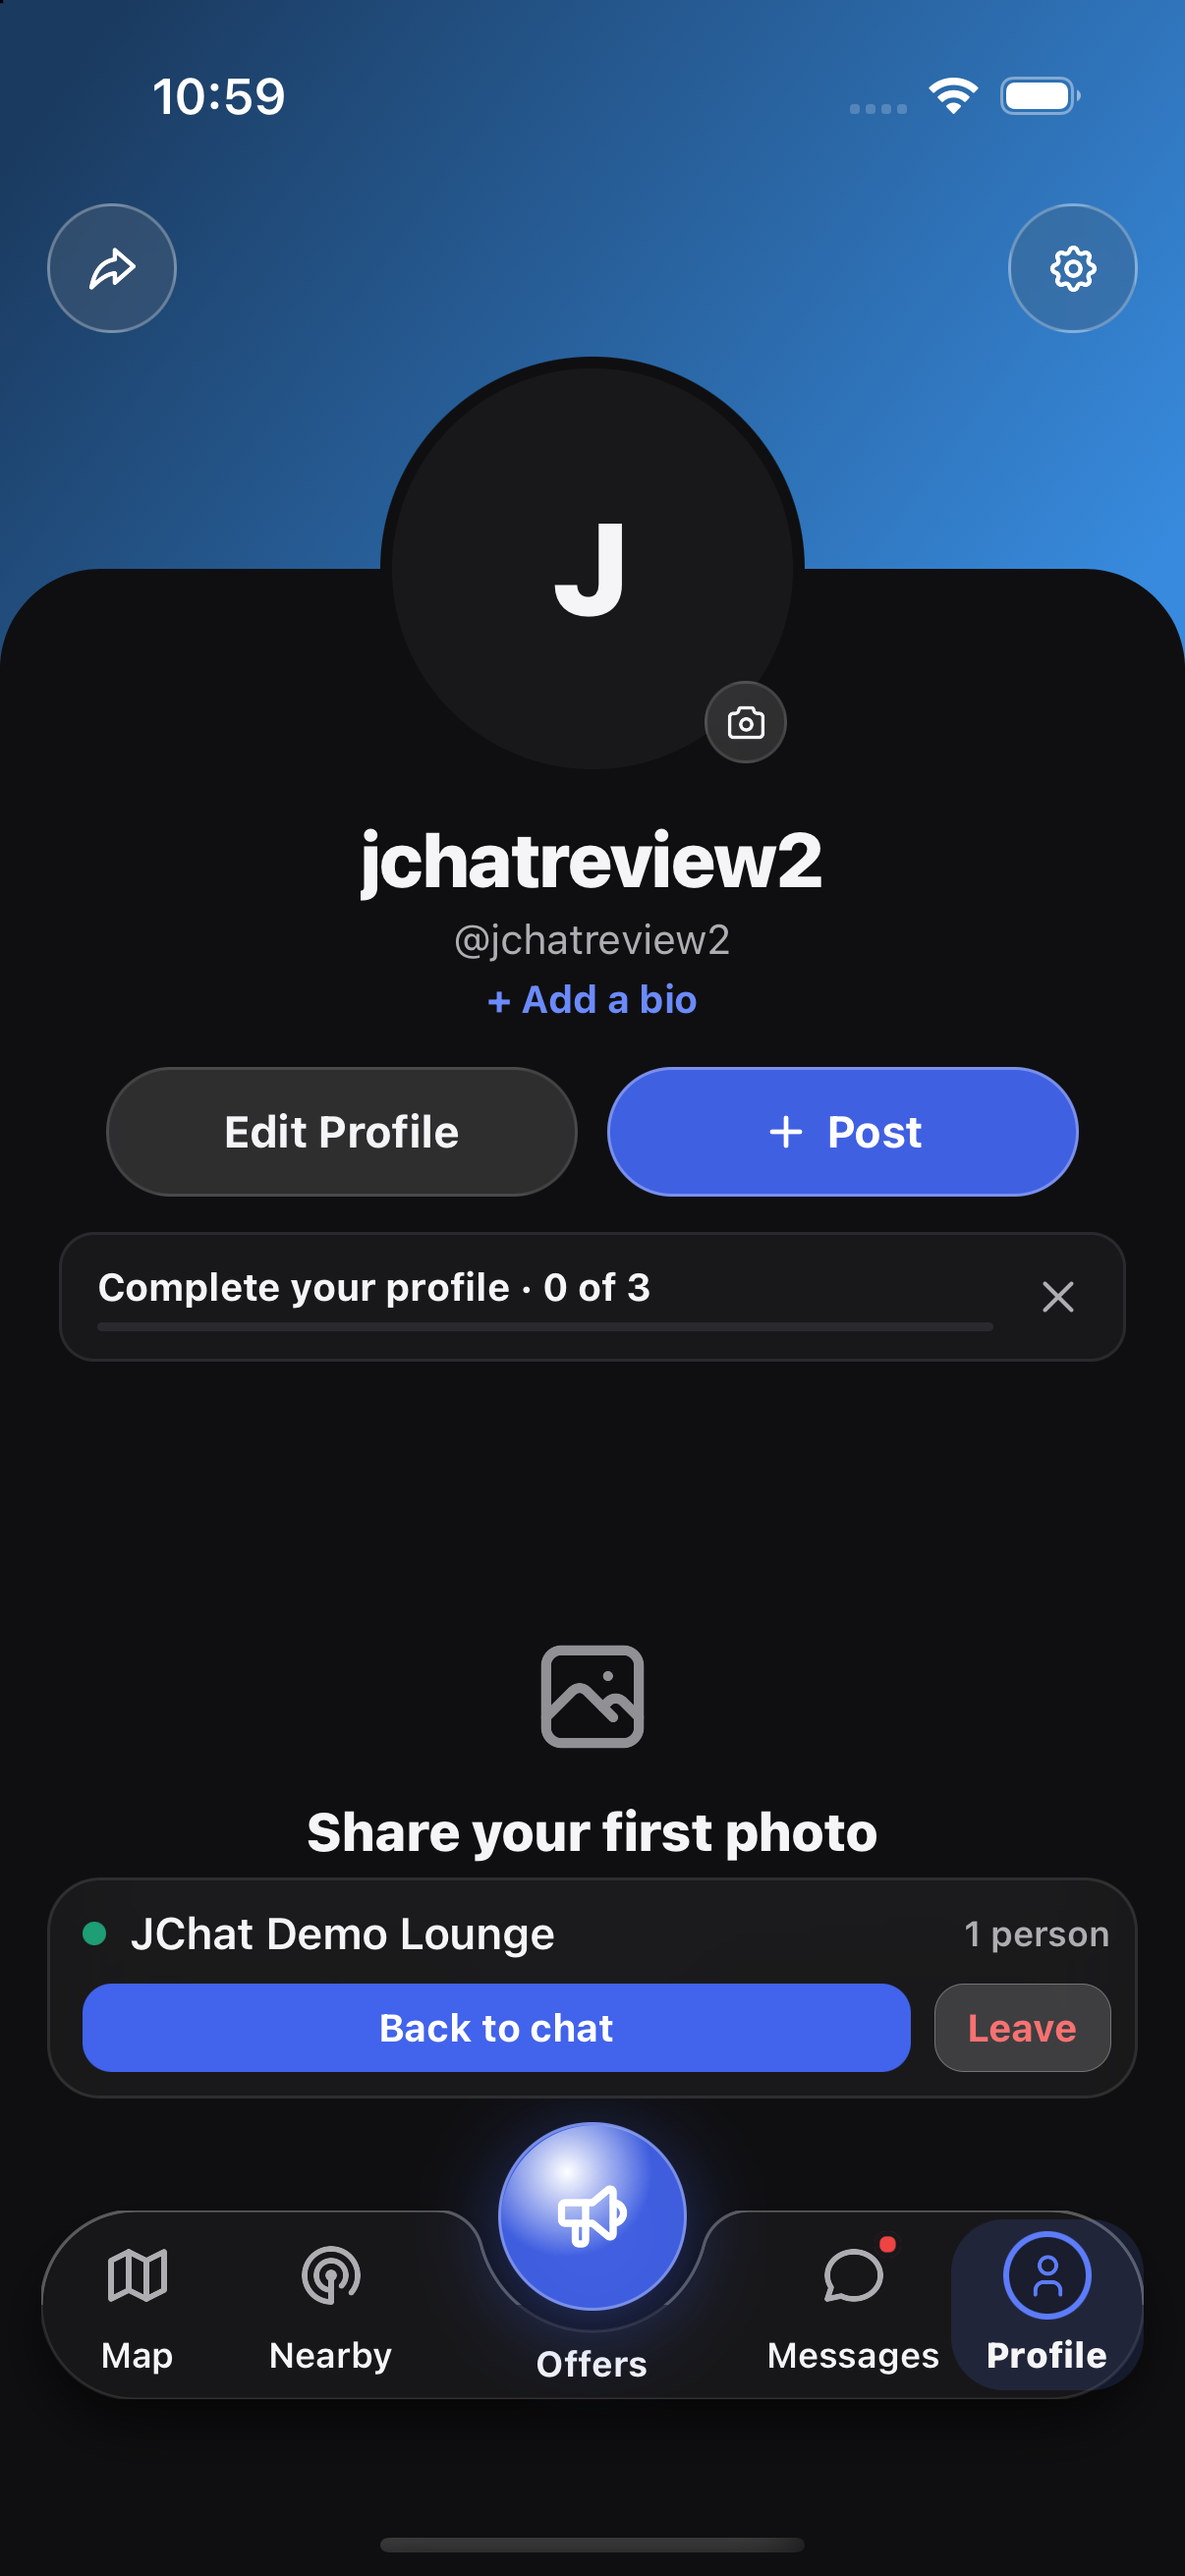 10:59
J
jchatreview2
@jchatreview2
+ Add a bio
Edit Profile
+ Post
Complete your profile · 0 of 3
Share your first photo
JChat Demo Lounge
1 person
Back to chat
Leave
Map
Nearby
Offers
Messages
Profile